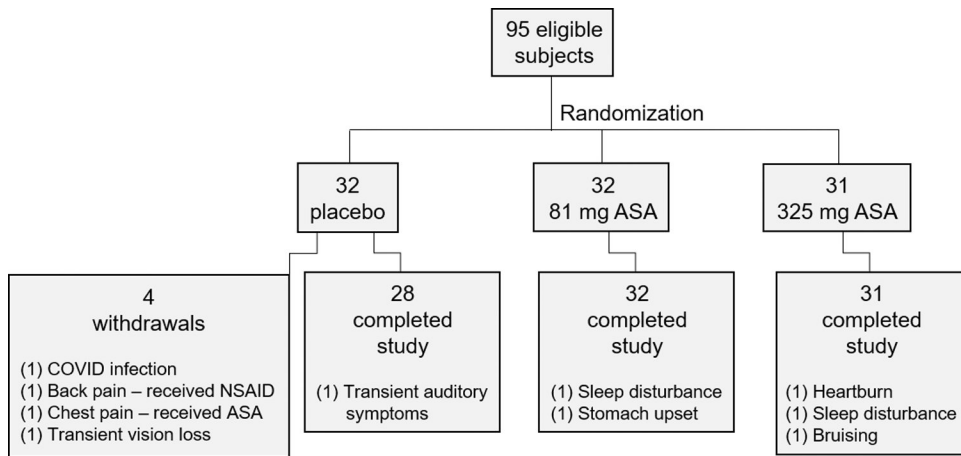 95 eligible
subjects
Randomization
32
placebo
32
81 mg ASA
31
325 mg ASA
4
withdrawals
(1) COVID infection
(1) Back pain – received NSAID
(1) Chest pain – received ASA
(1) Transient vision loss
28
completed
study
(1) Transient auditory
symptoms
32
completed
study
(1) Sleep disturbance
(1) Stomach upset
31
completed
study
(1) Heartburn
(1) Sleep disturbance
(1) Bruising